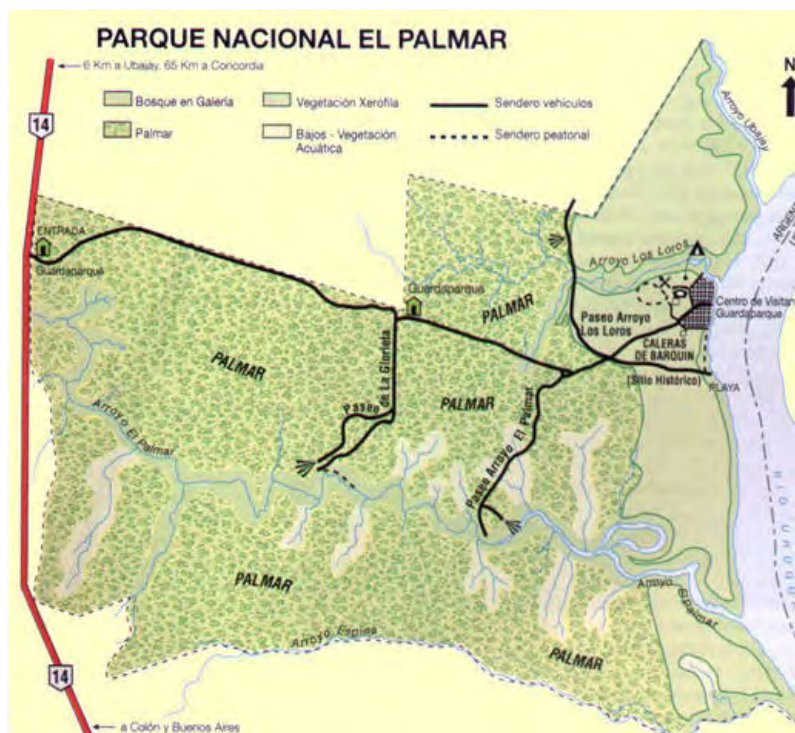 PARQUE NACIONAL EL PALMAR
6 Km a Ubajay, 65 Km a Concordia
N
Bosque en Galería
Vegetación Xerófila
Sendero vehículos
14
Palmar
Bajos - Vegetación
Acuática
Sendero peatonal
Arroyo Ubajay
ENTRADA
Guardaparque
Guardaparque
Arroyo Los Loros
PALMAR
Paseo Arroyo
Los Loros
Centro de Visitan
Guardaparque
CALERAS
DE BARQUIN
(Sitio Histórico)
PLAYA
PALMAR
Paseo
de La Glorieta
PALMAR
Paseo Arroyo El Palmar
Arroyo El Palmar
PALMAR
Arroyo El Palmar
Arroyo Espina
PALMAR
14
a Colón y Buenos Aires